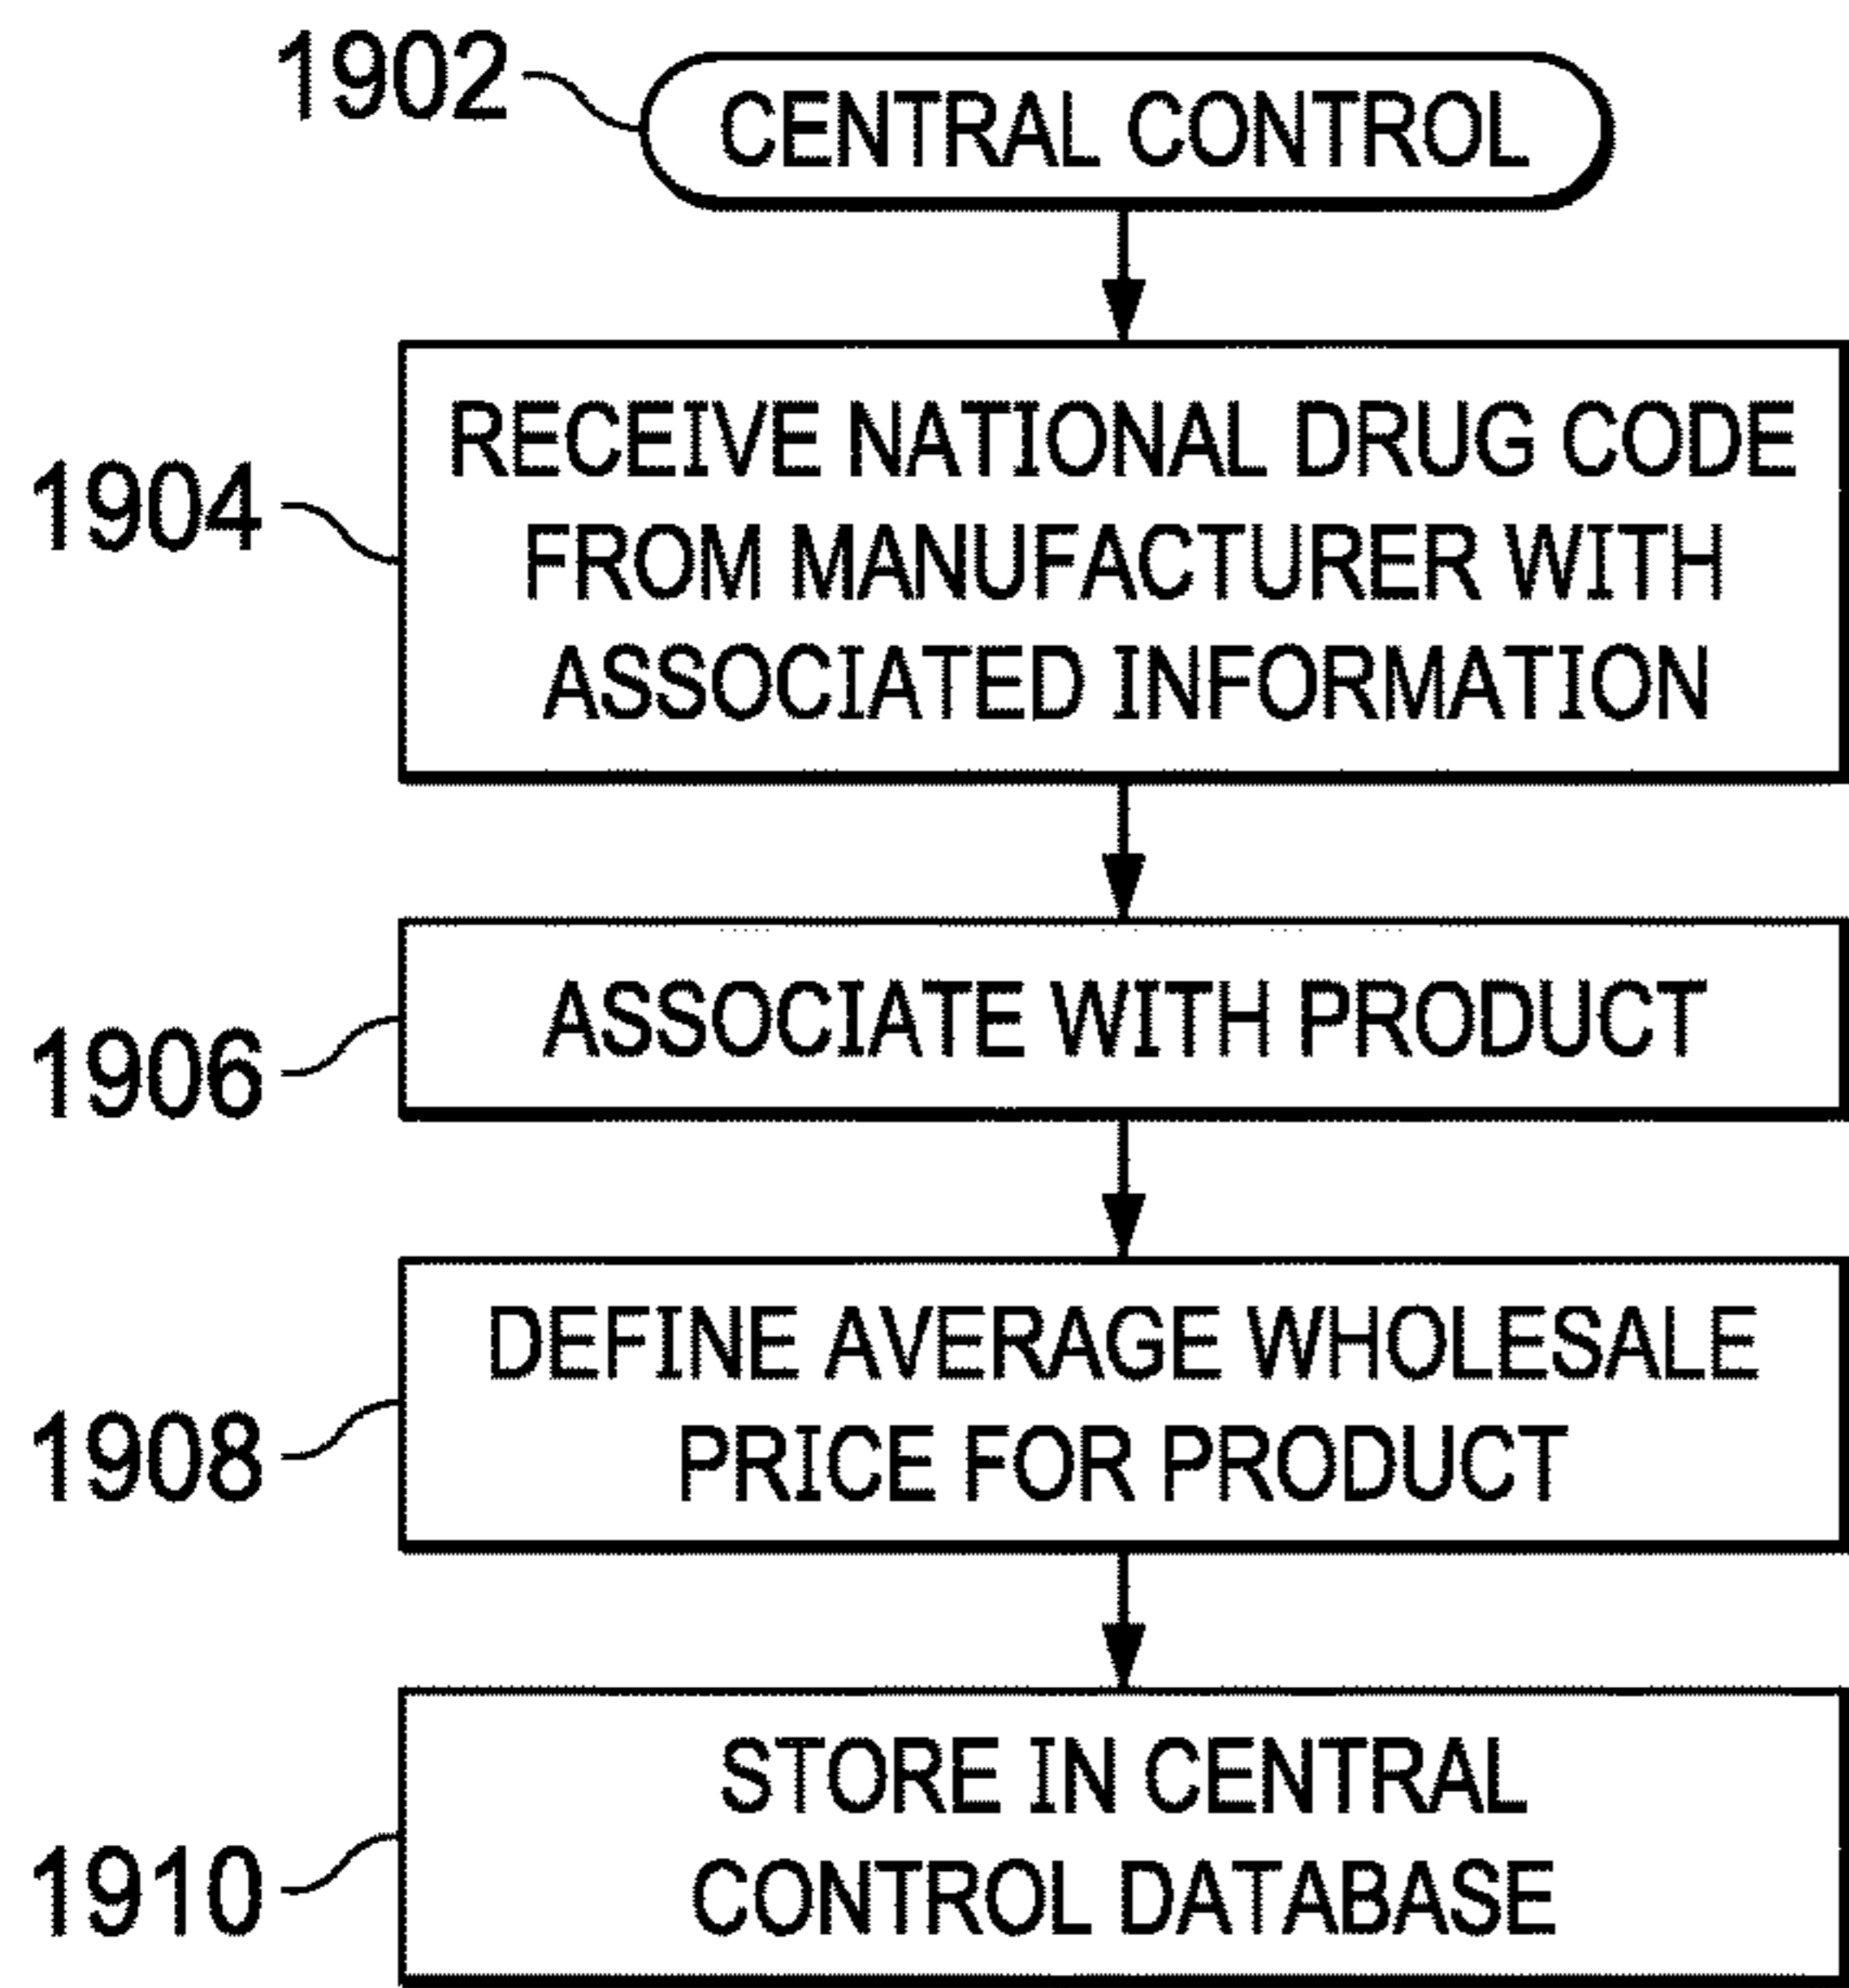 1902
CENTRAL CONTROL
1904
RECEIVE NATIONAL DRUG CODE
FROM MANUFACTURER WITH
ASSOCIATED INFORMATION
1906
ASSOCIATE WITH PRODUCT
1908
DEFINE AVERAGE WHOLESALE
PRICE FOR PRODUCT
1910
STORE IN CENTRAL
CONTROL DATABASE